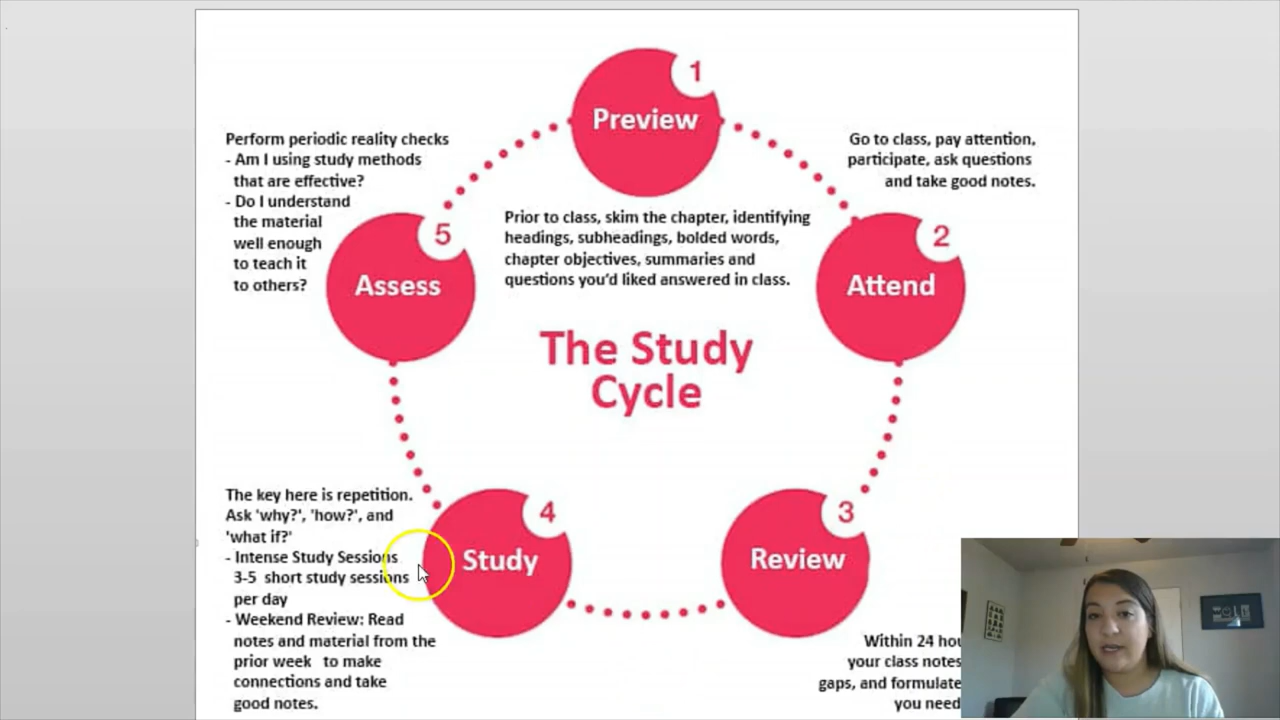 1
Preview
Perform periodic reality checks
- Am I using study methods
that are effective?
- Do I understand
the material
well enough
to teach it
to others?
Go to class, pay attention,
participate, ask questions
and take good notes.
5
Assess
Prior to class, skim the chapter, identifying
headings, subheadings, bolded words,
chapter objectives, summaries and
questions you'd liked answered in class.
2
Attend
The Study
Cycle
The key here is repetition.
Ask 'why?', 'how?', and
'what if?'
- Intense Study Sessions
3-5 short study sessions
per day
- Weekend Review: Read
notes and material from the
prior week to make
connections and take
good notes.
4
Study
3
Review
Within 24
your class notes
gaps, and formulate
you need